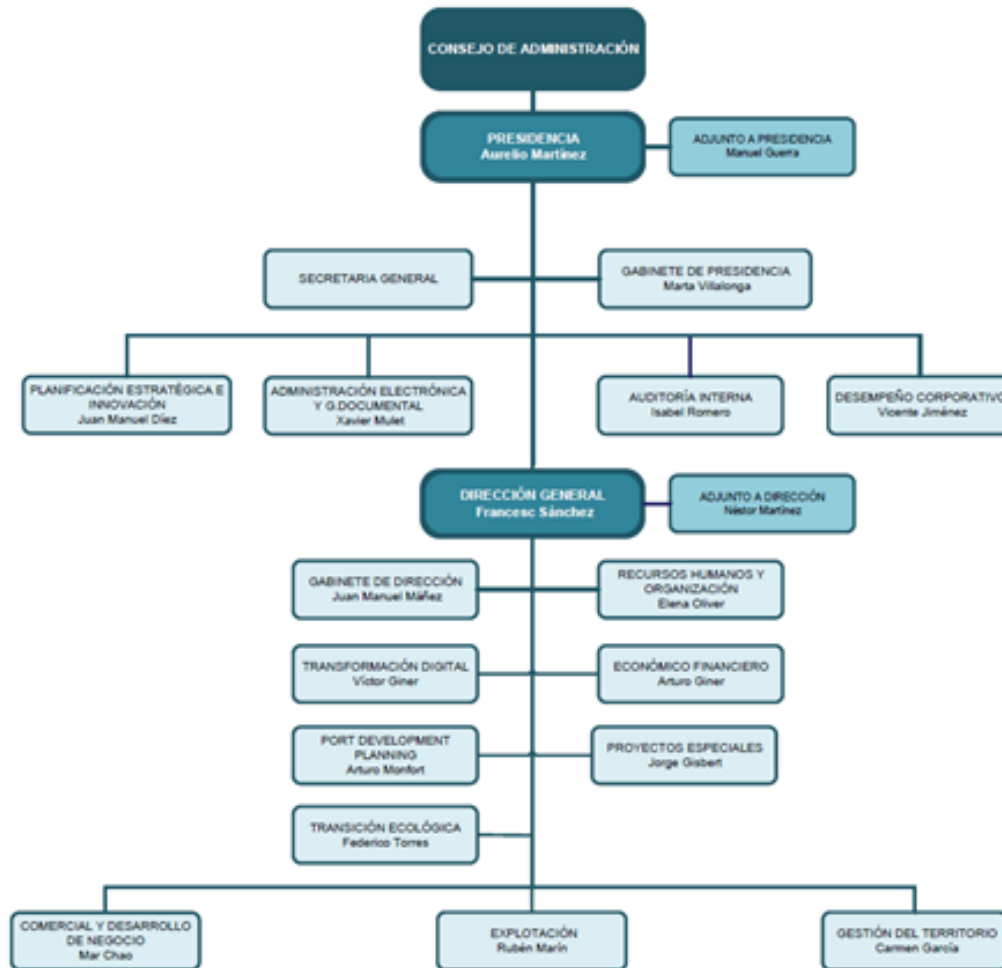 CONSEJO DE ADMINISTRACIÓN
PRESIDENCIA
Aurelio Martínez
ADJUNTO A PRESIDENCIA
Manuel Guerra
SECRETARIA GENERAL
GABINETE DE PRESIDENCIA
Marta Villalonga
PLANIFICACIÓN ESTRATÉGICA E
INNOVACIÓN
Juan Manuel Díez
ADMINISTRACIÓN ELECTRÓNICA
Y G.DOCUMENTAL
Xavier Mulet
AUDITORÍA INTERNA
Isabel Romero
DESEMPEÑO CORPORATIVO
Vicente Jiménez
DIRECCIÓN GENERAL
Francesc Sánchez
ADJUNTO A DIRECCIÓN
Néstor Martínez
GABINETE DE DIRECCIÓN
Juan Manuel Máñez
RECURSOS HUMANOS Y
ORGANIZACIÓN
Elena Oliver
TRANSFORMACIÓN DIGITAL
Víctor Giner
ECONÓMICO FINANCIERO
Arturo Giner
PORT DEVELOPMENT
PLANNING
Arturo Monfort
PROYECTOS ESPECIALES
Jorge Gisbert
TRANSICIÓN ECOLÓGICA
Federico Torres
COMERCIAL Y DESARROLLO
DE NEGOCIO
Mar Chao
EXPLOTACIÓN
Rubén Marín
GESTIÓN DEL TERRITORIO
Carmen García